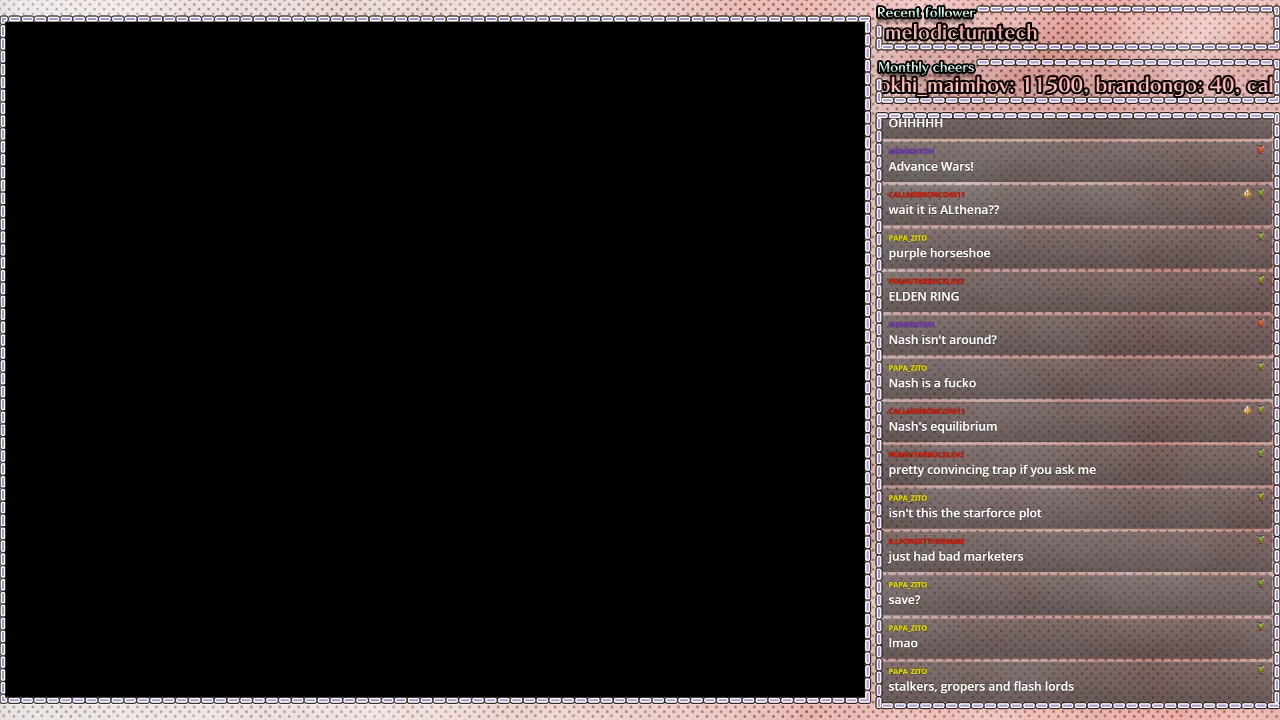 Recent follower
melodicturntech
Monthly cheers
okhi_maimhov: 11500, brandongo: 40, cal
OHHHHH
Advance Wars!
wait it is ALthena??
PAPA_ZITO
purple horseshoe
ELDEN RING
Nash isn't around?
PAPA_ZITO
Nash is a fucko
Nash's equilibrium
pretty convincing trap if you ask me
PAPA_ZITO
isn't this the starforce plot
just had bad marketers
PAPA_ZITO
save?
PAPA_ZITO
lmao
PAPA_ZITO
stalkers, gropers and flash lords